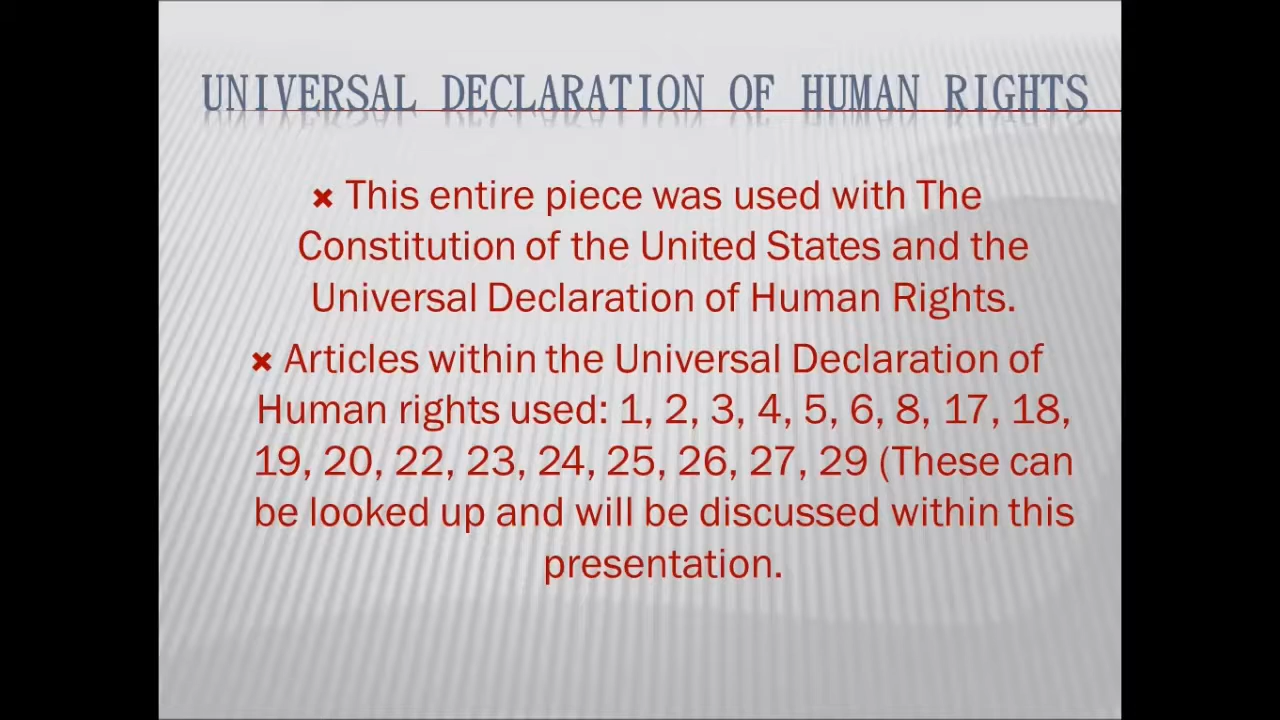 UNIVERSAL DECLARATION OF HUMAN RIGHTS
This entire piece was used with The
Constitution of the United States and the
Universal Declaration of Human Rights.
Articles within the Universal Declaration of
Human rights used: 1, 2, 3, 4, 5, 6, 8, 17, 18,
19, 20, 22, 23, 24, 25, 26, 27, 29 (These can
be looked up and will be discussed within this
presentation.